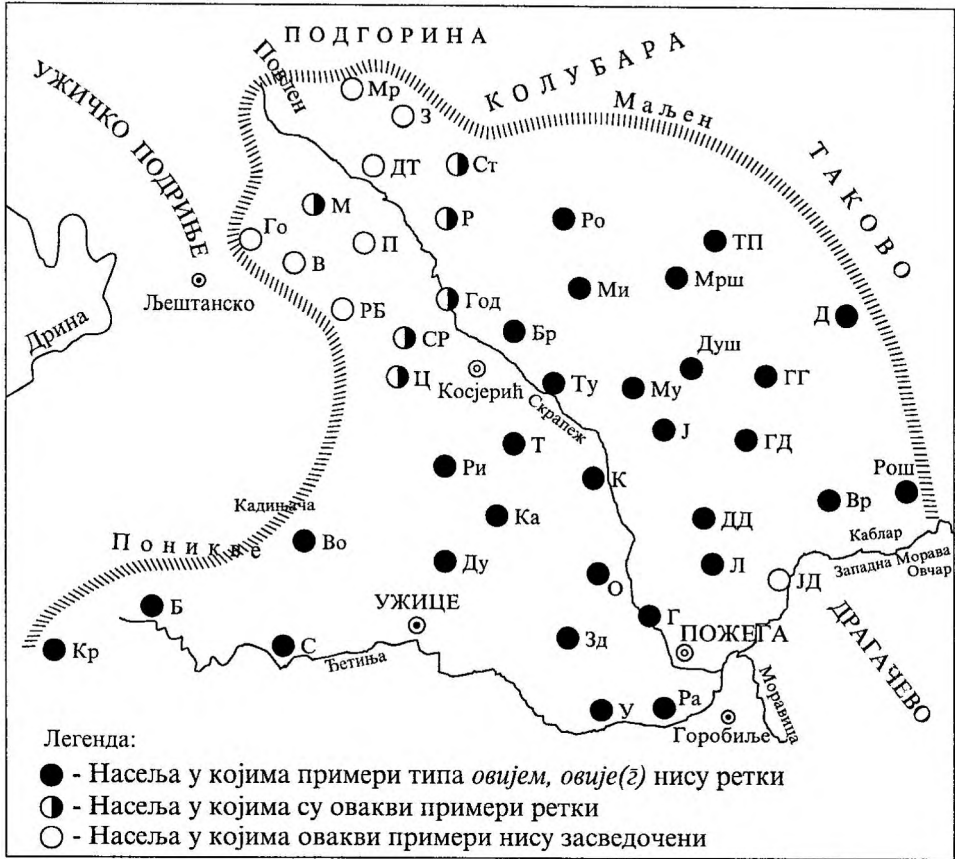 ПОДГОРИНА
КОЛУБАРА
УЖИЧКО ПОДРИЊЕ
Повлен
Мр
З
Маљен
ТАКОВО
ДТ
Ст
М
Р
Ро
Го
П
ТП
В
Љештанско
Мрш
Ми
Год
РБ
Д
Дрина
СР
Бр
Душ
Ц
Косјерић
Ту
Му
ГГ
Скрапеж
Ј
ГД
Т
Ри
К
Рош
Кадињача
Вр
Ка
ДД
Поникве
Во
Каблар
Ду
Л
Западна Морава
Овчар
О
ЈД
Б
УЖИЦЕ
Г
ДРАГАЧЕВО
Кр
С
Зд
ПОЖЕГА
Ђетиња
Моравица
У
Ра
Горобиље
Легенда:
- Насеља у којима примери типа овијем, овије(г̄) нису ретки
- Насеља у којима су овакви примери ретки
- Насеља у којима овакви примери нису засведочени